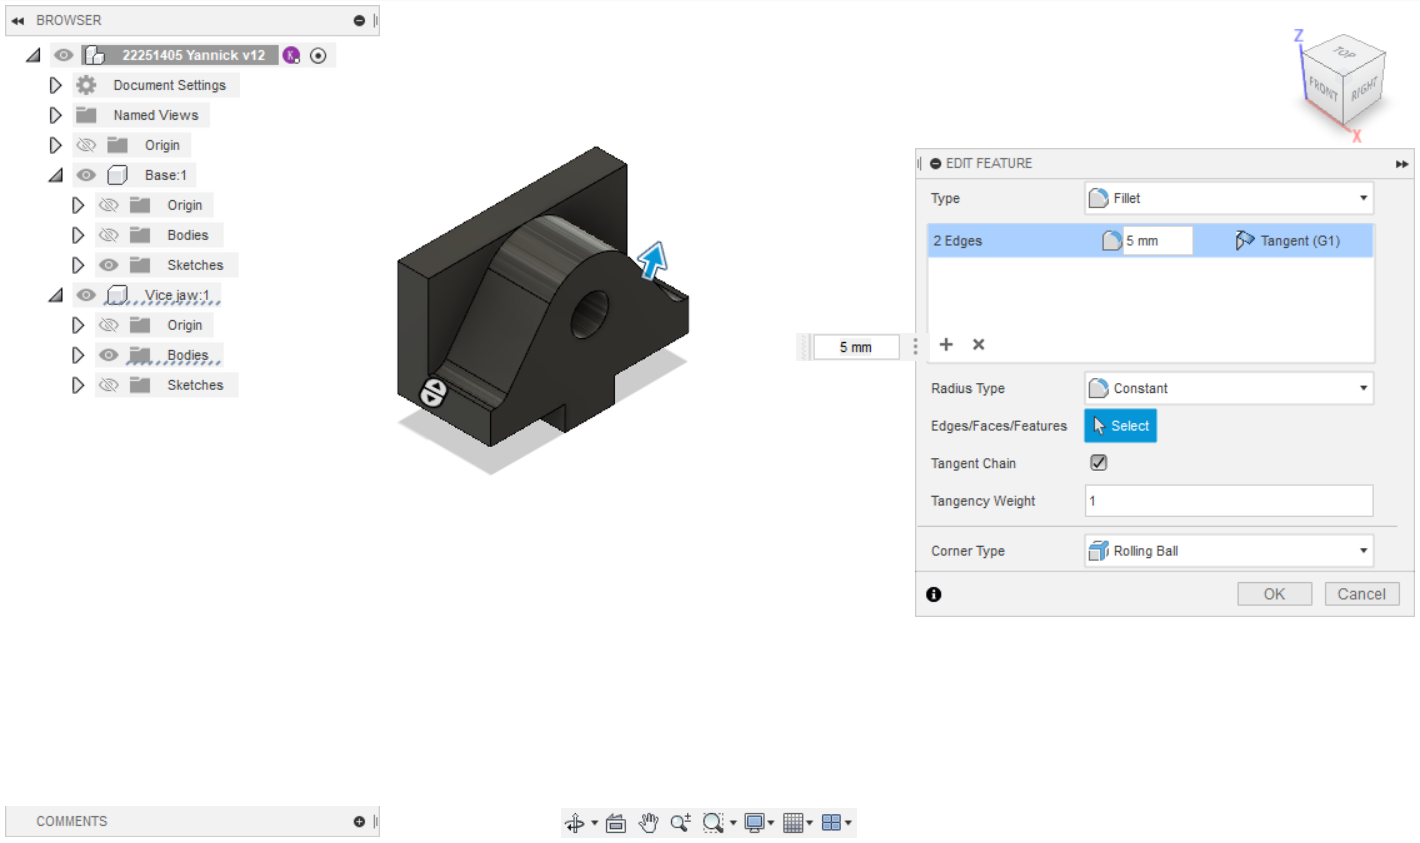 BROWSER
22251405 Yannick v12
K
Document Settings
Named Views
Origin
Base:1
Origin
Bodies
Sketches
Vice jaw:1
Origin
Bodies
Sketches
COMMENTS
Z
TOP
FRONT
RIGHT
X
EDIT FEATURE
Type
Fillet
2 Edges
5 mm
Tangent (G1)
5 mm
Radius Type
Constant
Edges/Faces/Features
Select
Tangent Chain
Tangency Weight
1
Corner Type
Rolling Ball
OK
Cancel